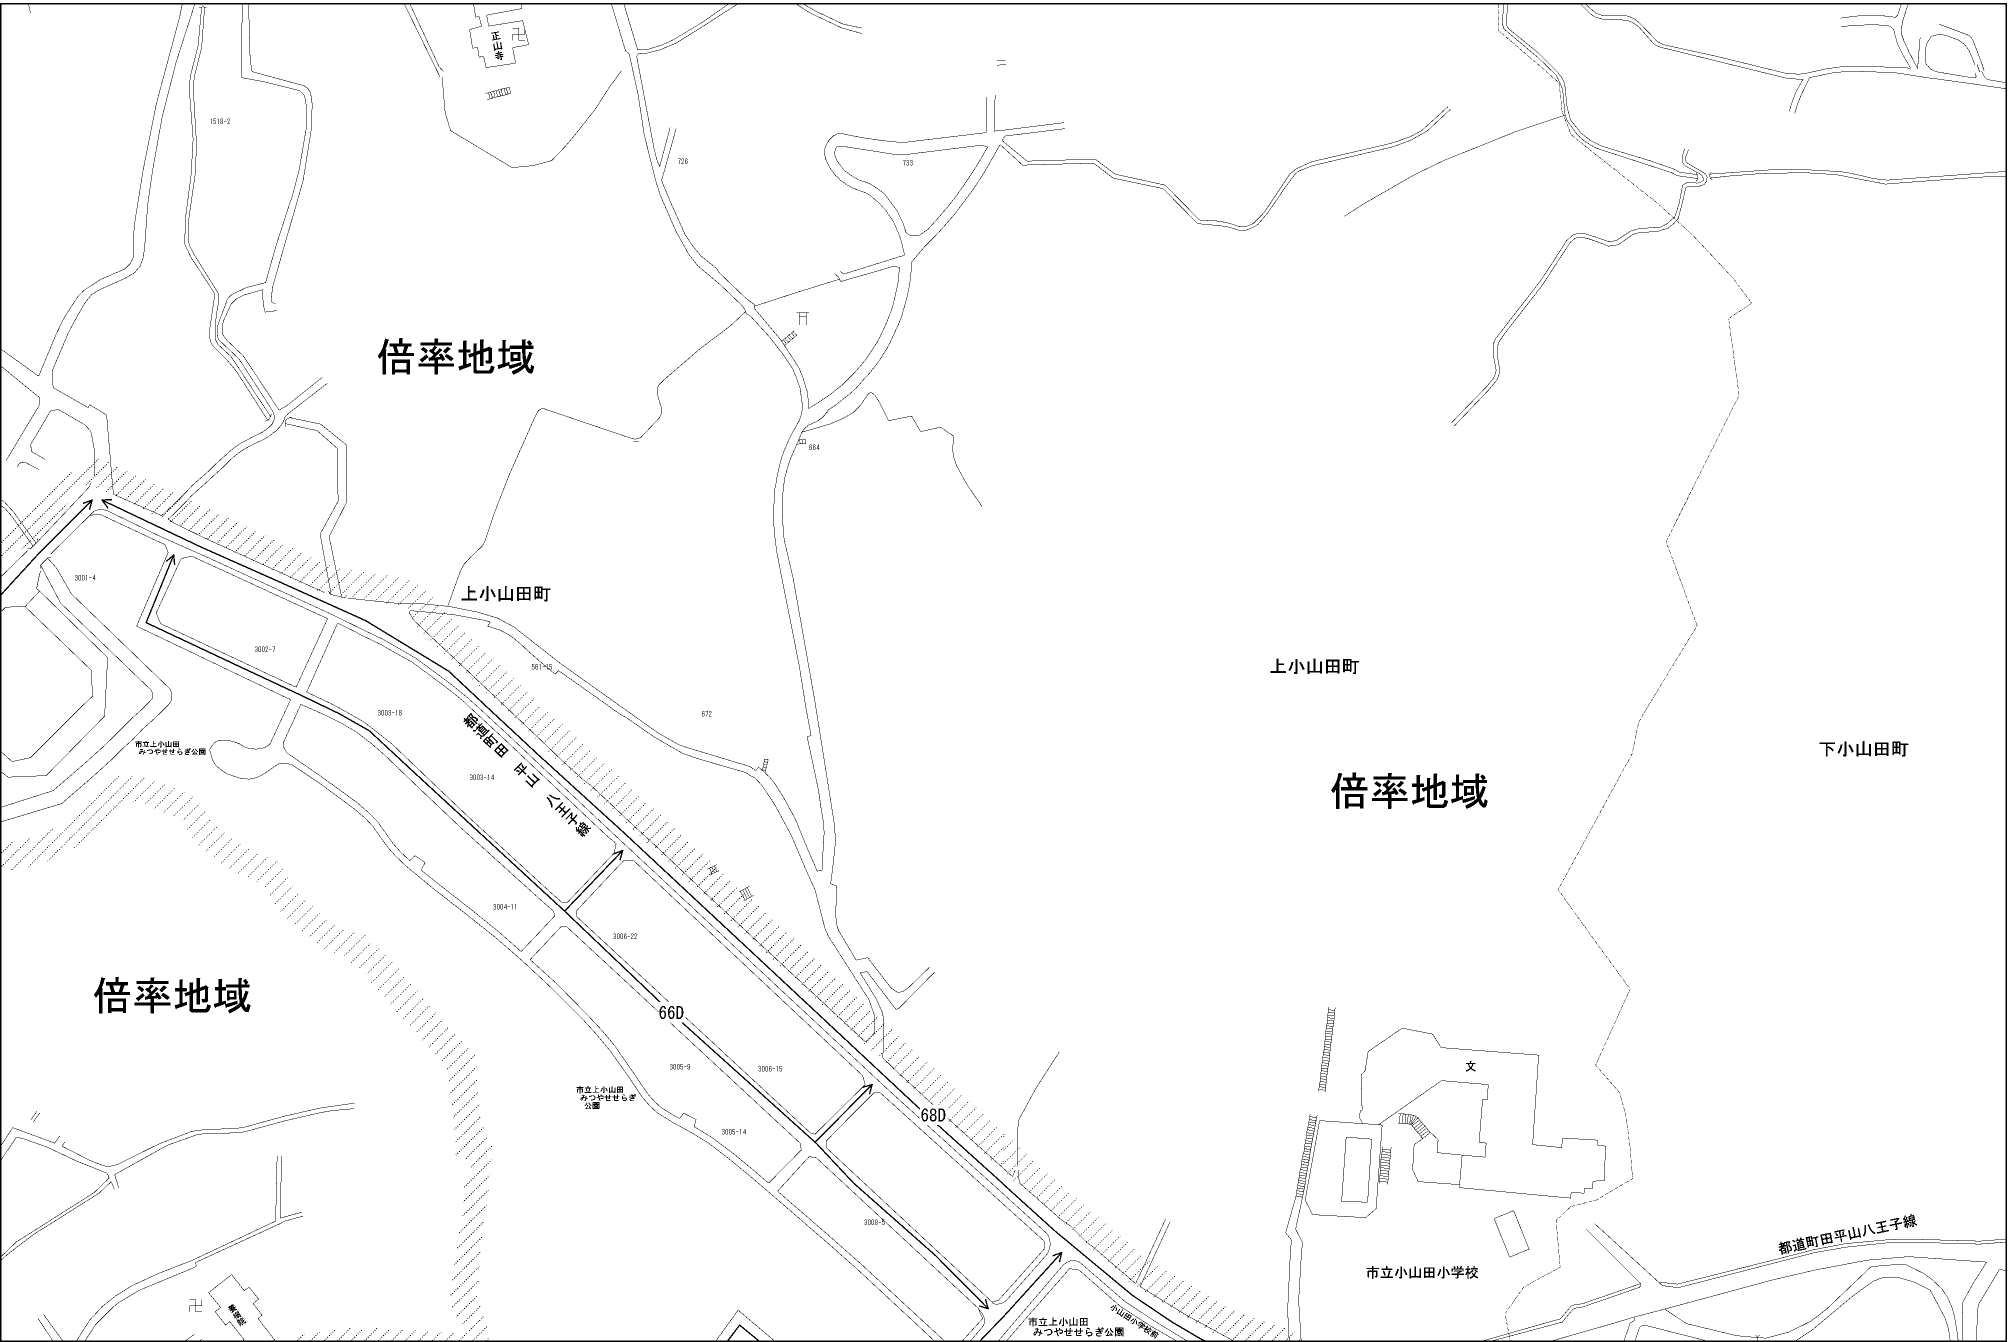 正山寺
1518-2
726
733
倍率地域
664
上小山田町
3001-4
3002-7
561-15
上小山田町
672
3003-18
下小山田町
市立上小山田
みつやせせらぎ公園
都道町田 平山 八王子線
3003-14
倍率地域
3004-11
3006-22
倍率地域
66D
3005-9
3006-15
文
市立上小山田
みつやせせらぎ
公園
68D
3005-14
3008-5
都道町田平山八王子線
市立小山田小学校
小山田小学校前
市立上小山田
みつやせせらぎ公園